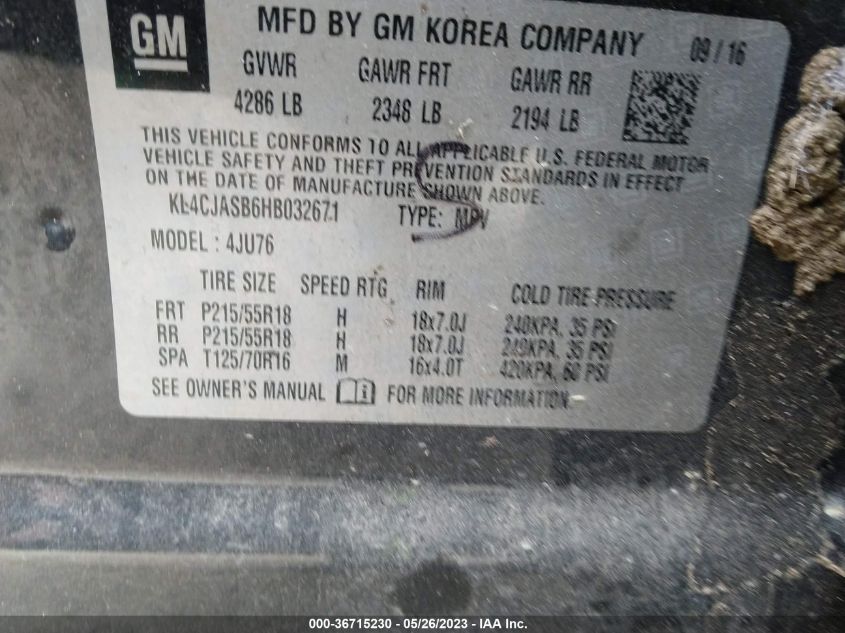 GM
MFD BY GM KOREA COMPANY 09/16
GVWR GAWR FRT GAWR RR
4286 LB 2348 LB 2194 LB
THIS VEHICLE CONFORMS TO ALL APPLICABLE U.S. FEDERAL MOTOR
VEHICLE SAFETY AND THEFT PREVENTION STANDARDS IN EFFECT
ON THE DATE OF MANUFACTURE SHOWN ABOVE.
KL4CJASB6HB032671 TYPE: MPV
MODEL : 4JU76
TIRE SIZE SPEED RTG RIM COLD TIRE PRESSURE
FRT P215/55R18 H 18x7.0J 240KPA, 35 PSI
RR P215/55R18 H 18x7.0J 240KPA, 35 PSI
SPA T125/70R16 M 16x4.0T 420KPA, 60 PSI
SEE OWNER'S MANUAL i FOR MORE INFORMATION.
000-36715230 - 05/26/2023 - IAA Inc.